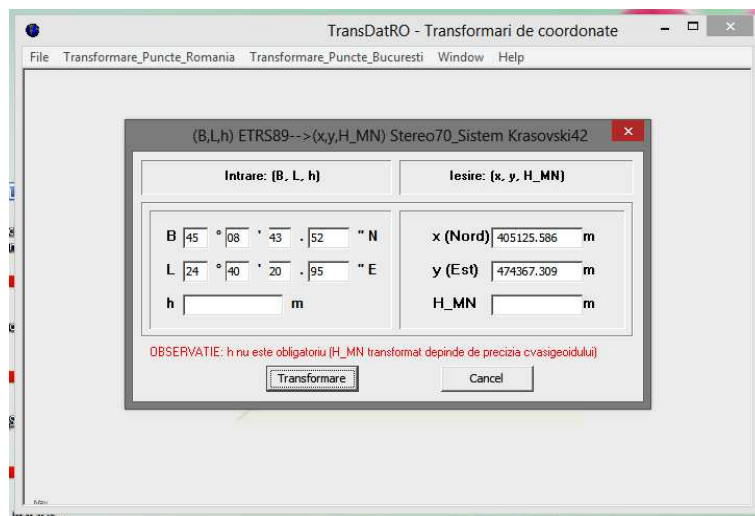 TransDatRO - Transformari de coordonate
File Transformare_Puncte_Romania Transformare_Puncte_Bucuresti Window Help
(B,L,h) ETRS89-->(x,y,H_MN) Stereo70_Sistem Krasovski42
Intrare: (B, L, h) Iesire: (x, y, H_MN)
B 45 ° 08 ' 43 . 52 " N x (Nord) 405125.586 m
L 24 ° 40 ' 20 . 95 " E y (Est) 474367.309 m
h m H_MN m
OBSERVATIE: h nu este obligatoriu (H_MN transformat depinde de precizia cvasigeoidului)
Transformare Cancel